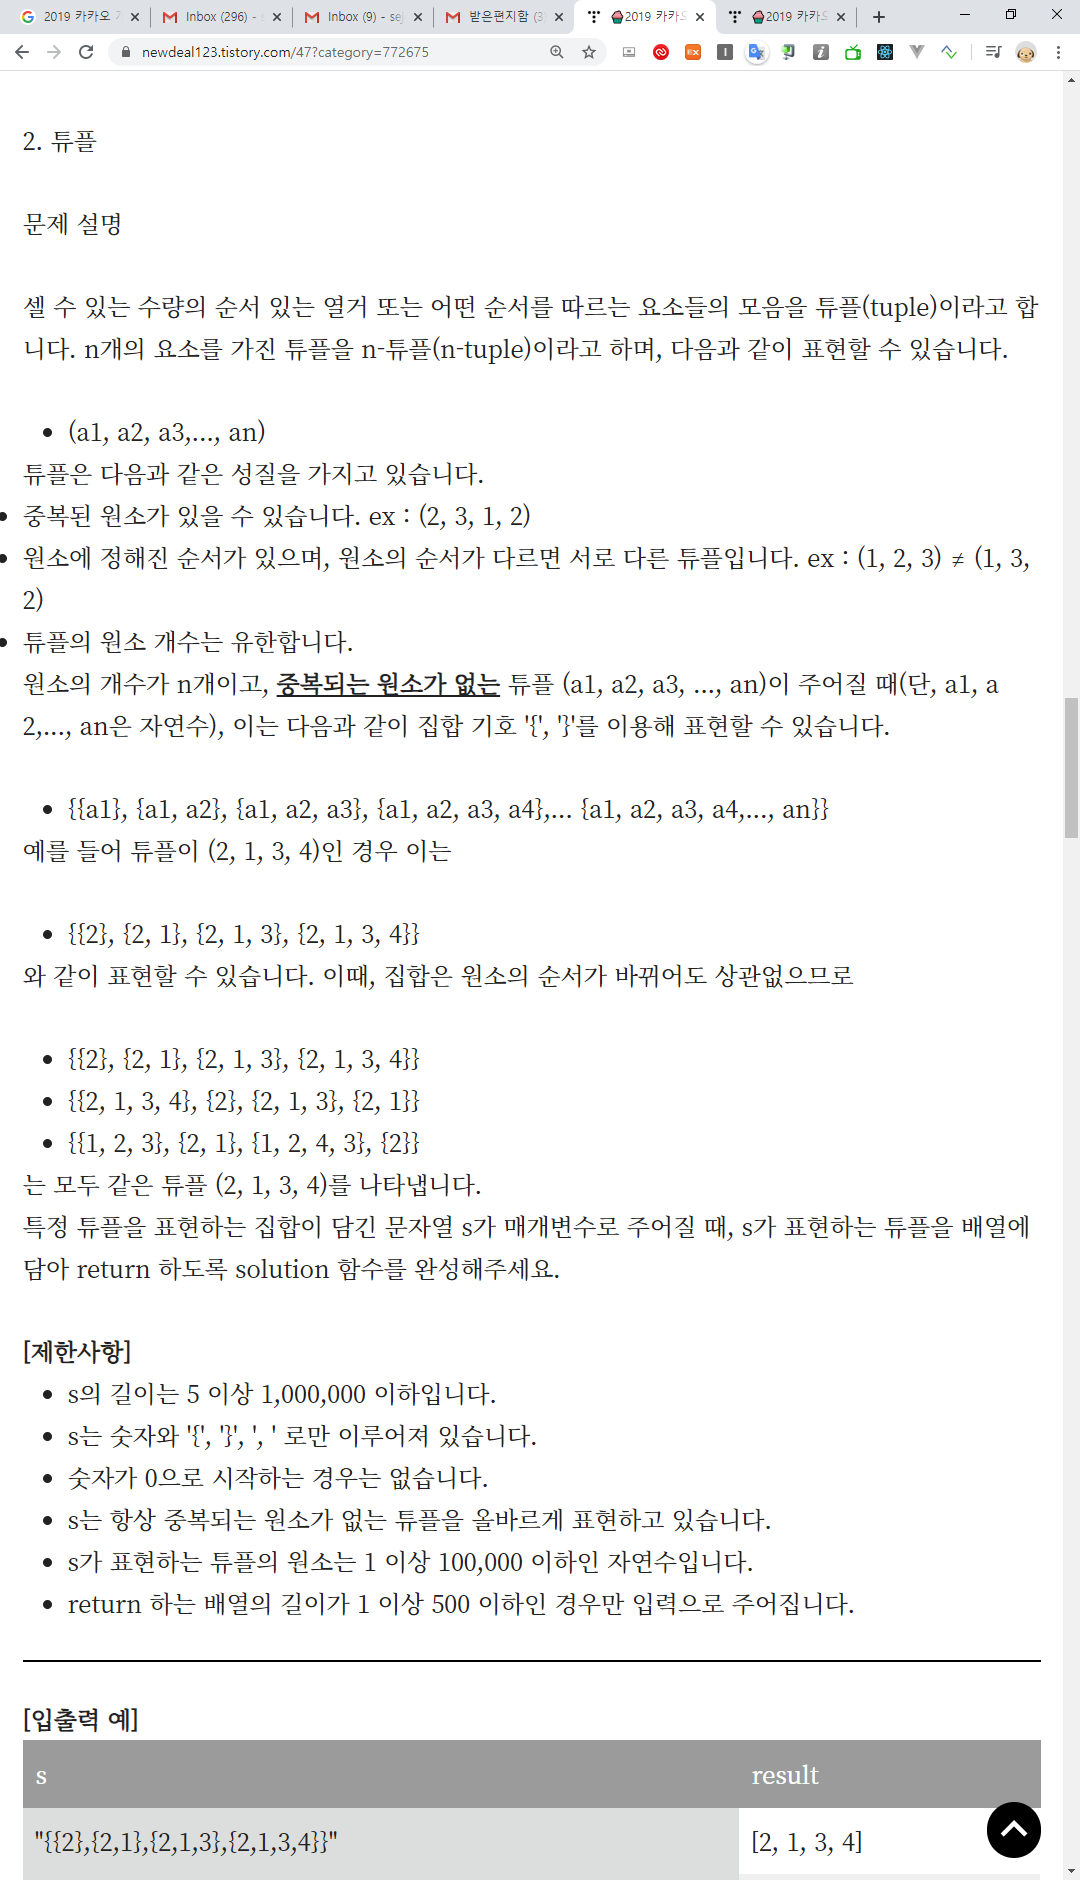 2019 카카오
Inbox (296) -
Inbox (9) - sej
받은편지함 (3
2019 카카오
2019 카카오
newdeal123.tistory.com/47?category=772675
2. 튜플
문제 설명
셀 수 있는 수량의 순서 있는 열거 또는 어떤 순서를 따르는 요소들의 모음을 튜플(tuple)이라고 합
니다. n개의 요소를 가진 튜플을 n-튜플(n-tuple)이라고 하며, 다음과 같이 표현할 수 있습니다.
• (a1, a2, a3,..., an)
튜플은 다음과 같은 성질을 가지고 있습니다.
• 중복된 원소가 있을 수 있습니다. ex : (2, 3, 1, 2)
• 원소에 정해진 순서가 있으며, 원소의 순서가 다르면 서로 다른 튜플입니다. ex : (1, 2, 3) ≠ (1, 3,
2)
• 튜플의 원소 개수는 유한합니다.
원소의 개수가 n개이고, 중복되는 원소가 없는 튜플 (a1, a2, a3, ..., an)이 주어질 때(단, a1, a
2,..., an은 자연수), 이는 다음과 같이 집합 기호 '{', '}'를 이용해 표현할 수 있습니다.
• {{a1}, {a1, a2}, {a1, a2, a3}, {a1, a2, a3, a4},... {a1, a2, a3, a4,..., an}}
예를 들어 튜플이 (2, 1, 3, 4)인 경우 이는
• {{2}, {2, 1}, {2, 1, 3}, {2, 1, 3, 4}}
와 같이 표현할 수 있습니다. 이때, 집합은 원소의 순서가 바뀌어도 상관없으므로
• {{2}, {2, 1}, {2, 1, 3}, {2, 1, 3, 4}}
• {{2, 1, 3, 4}, {2}, {2, 1, 3}, {2, 1}}
• {{1, 2, 3}, {2, 1}, {1, 2, 4, 3}, {2}}
는 모두 같은 튜플 (2, 1, 3, 4)를 나타냅니다.
특정 튜플을 표현하는 집합이 담긴 문자열 s가 매개변수로 주어질 때, s가 표현하는 튜플을 배열에
담아 return 하도록 solution 함수를 완성해주세요.
[제한사항]
• s의 길이는 5 이상 1,000,000 이하입니다.
• s는 숫자와 '{', '}', ', ' 로만 이루어져 있습니다.
• 숫자가 0으로 시작하는 경우는 없습니다.
• s는 항상 중복되는 원소가 없는 튜플을 올바르게 표현하고 있습니다.
• s가 표현하는 튜플의 원소는 1 이상 100,000 이하인 자연수입니다.
• return 하는 배열의 길이가 1 이상 500 이하인 경우만 입력으로 주어집니다.
[입출력 예]
s result
"{{2},{2,1},{2,1,3},{2,1,3,4}}" [2, 1, 3, 4]